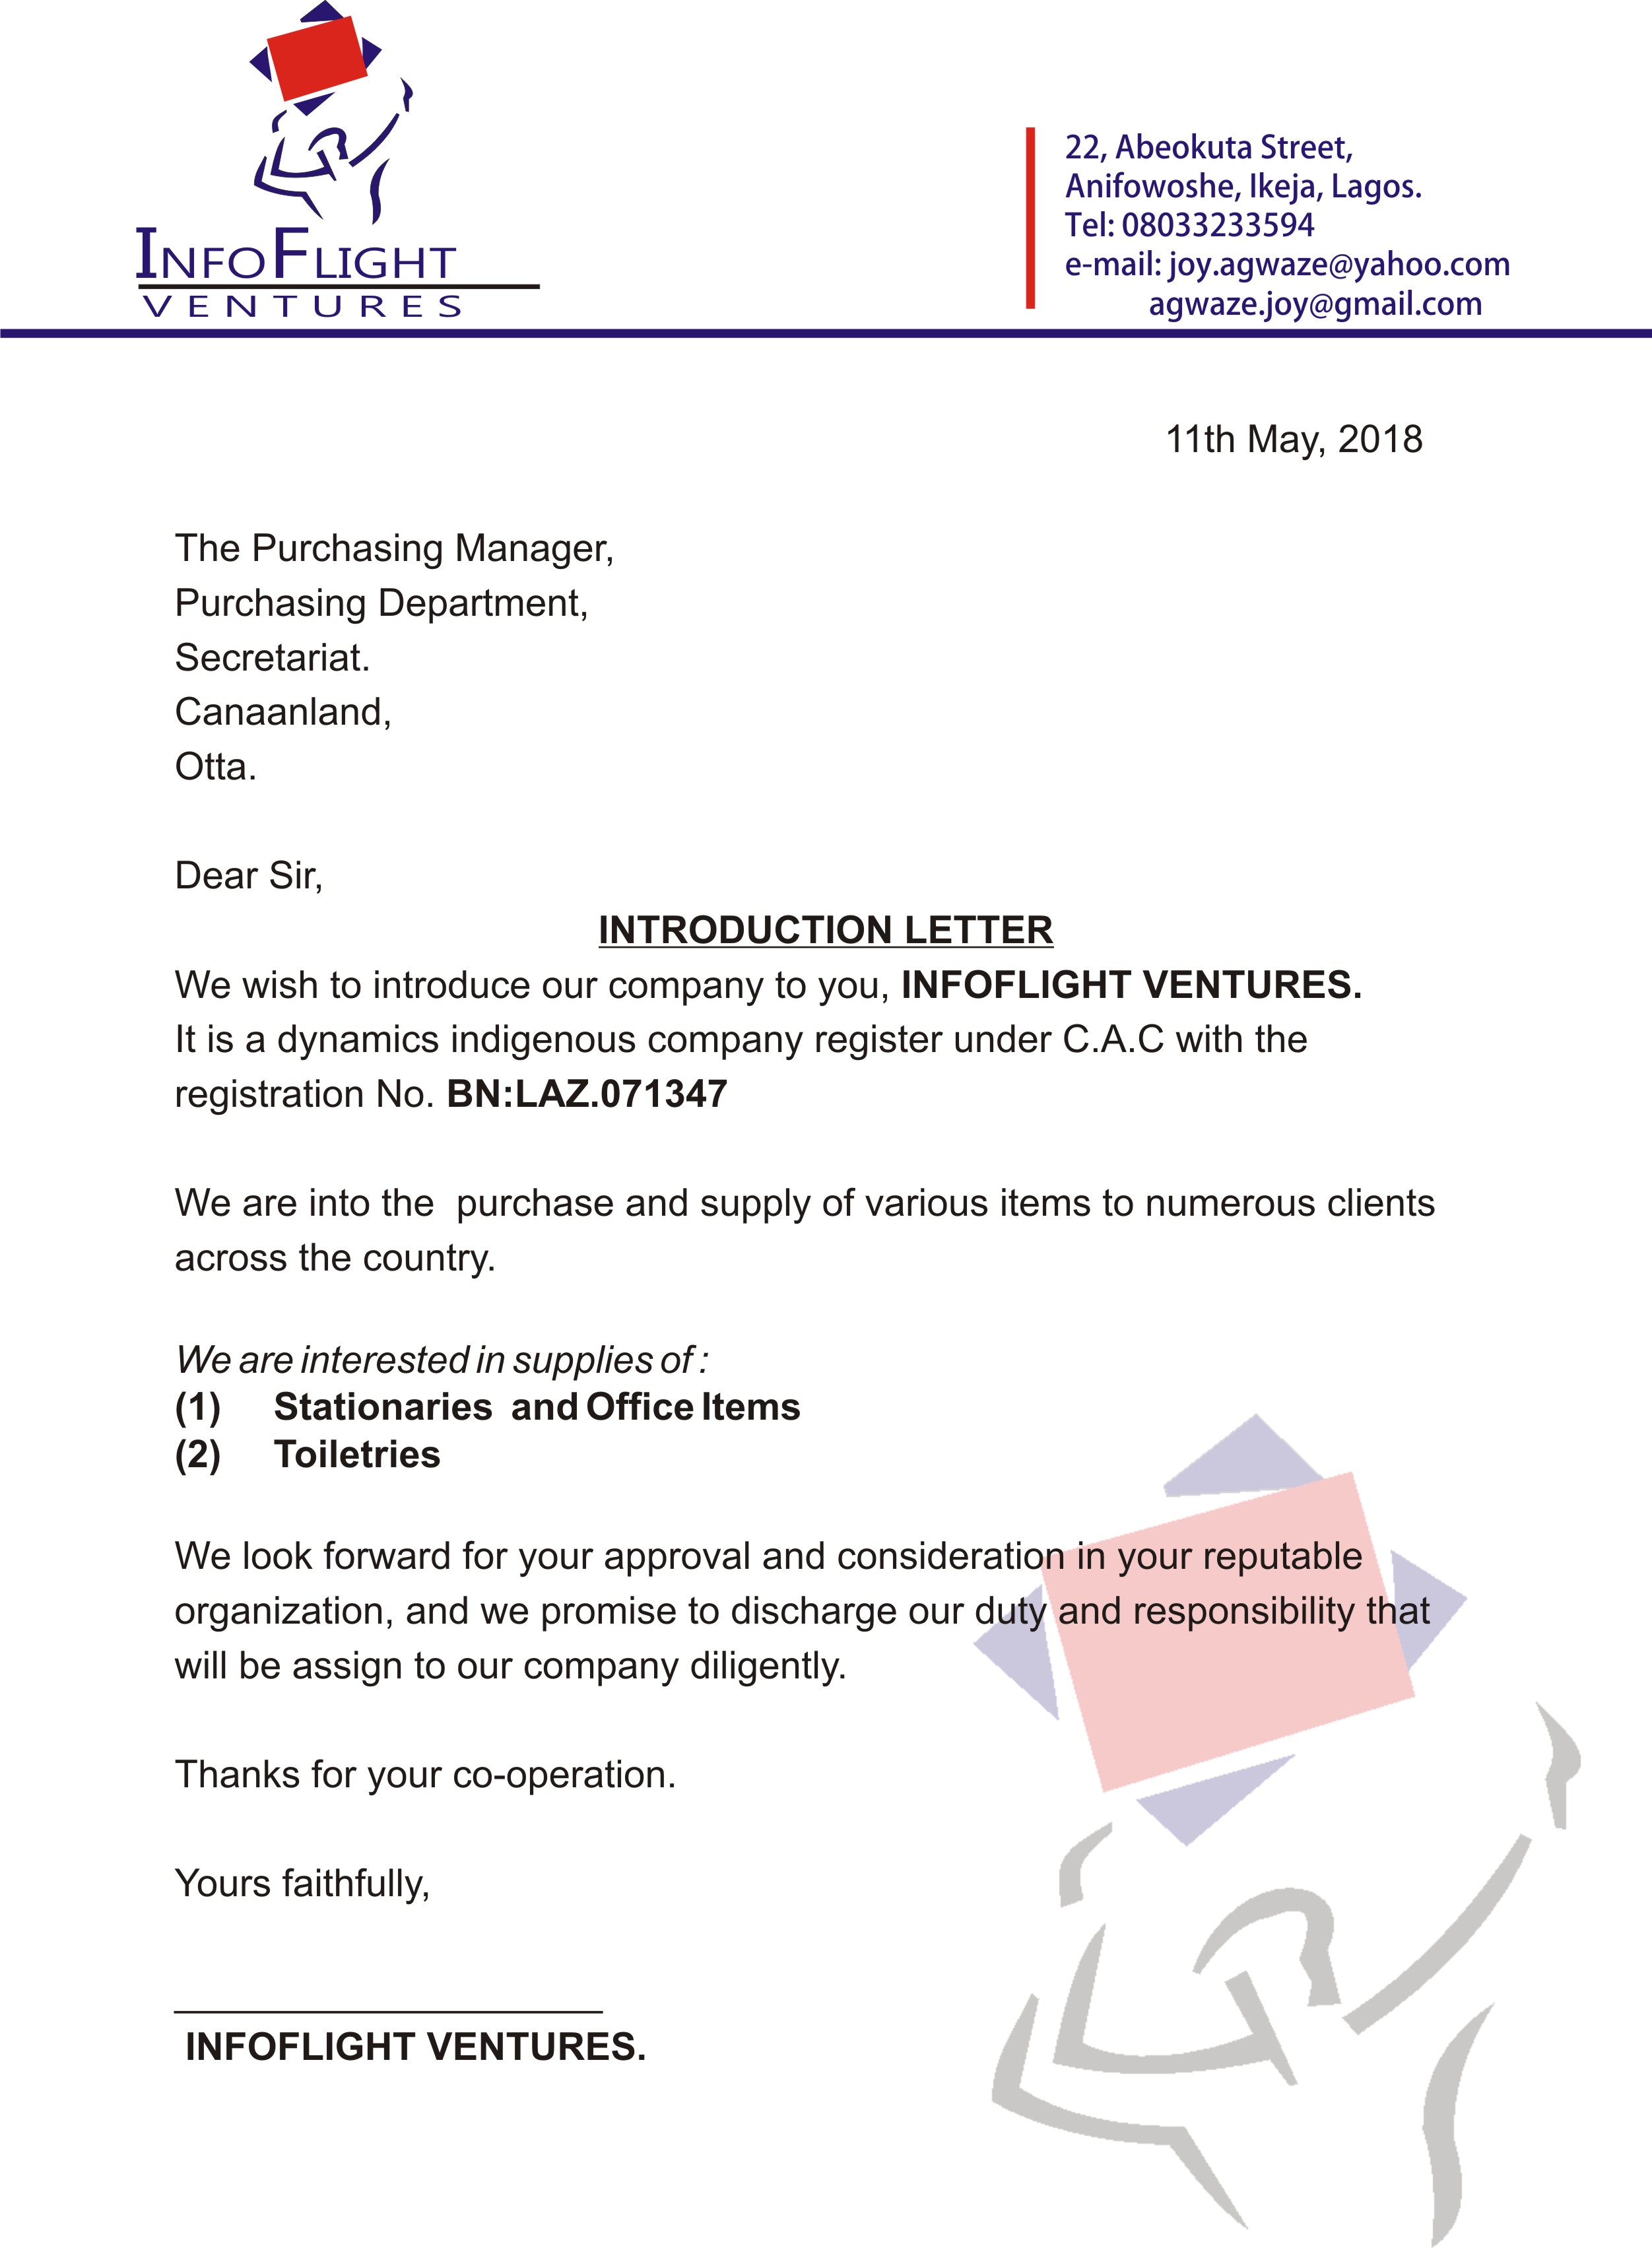 INFOFLIGHT
VENTURES
22, Abeokuta Street,
Anifowoshe, Ikeja, Lagos.
Tel: 08033233594
e-mail: joy.agwaze@yahoo.com
agwaze.joy@gmail.com
11th May, 2018
The Purchasing Manager,
Purchasing Department,
Secretariat.
Canaanland,
Otta.
Dear Sir,
INTRODUCTION LETTER
We wish to introduce our company to you, INFOFLIGHT VENTURES.
It is a dynamics indigenous company register under C.A.C with the
registration No. BN:LAZ.071347
We are into the  purchase and supply of various items to numerous clients
across the country.
We are interested in supplies of :
(1) Stationaries  and Office Items
(2) Toiletries
We look forward for your approval and consideration in your reputable
organization, and we promise to discharge our duty and responsibility that
will be assign to our company diligently.
Thanks for your co-operation.
Yours faithfully,
INFOFLIGHT VENTURES.